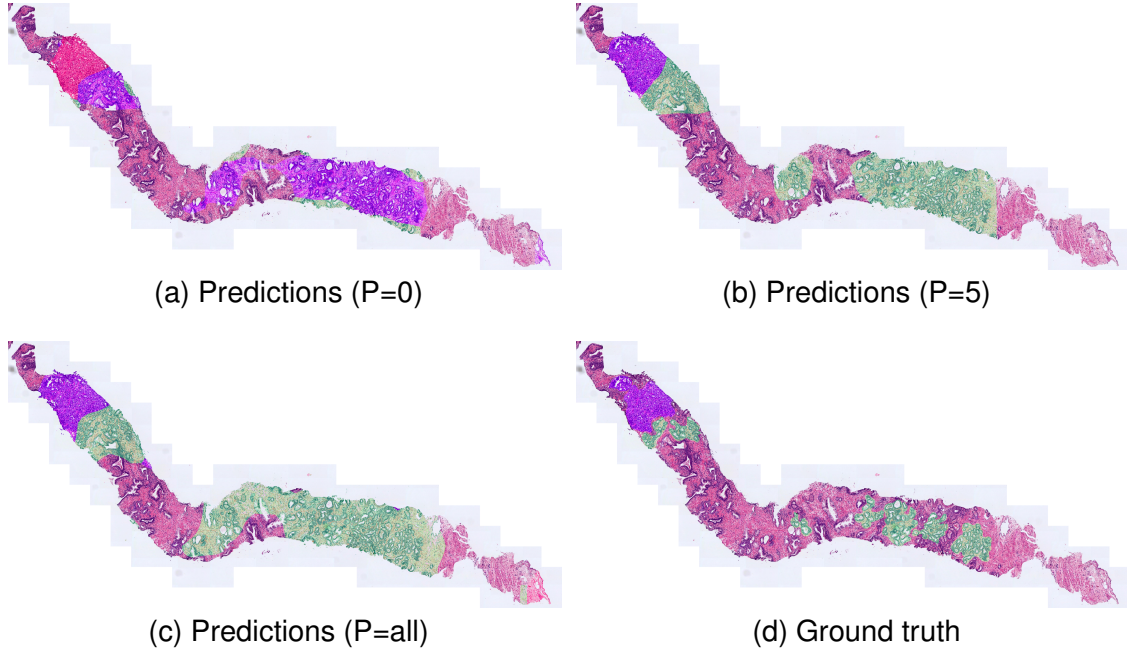 (a) Predictions (P=0)
(b) Predictions (P=5)
(c) Predictions (P=all)
(d) Ground truth